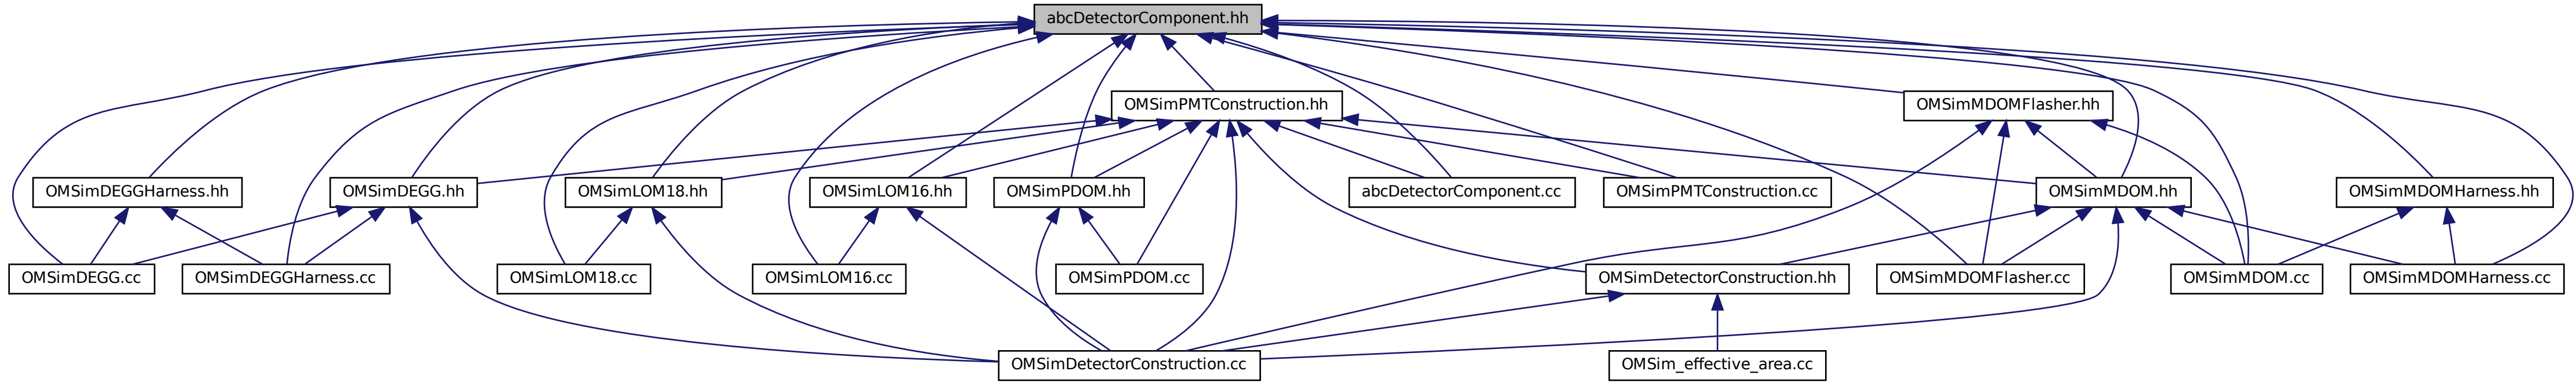 abcDetectorComponent.hh
OMSimPMTConstruction.hh
OMSimMDOMFlasher.hh
OMSimDEGGHarness.hh
OMSimDEGG.hh
OMSimLOM18.hh
OMSimLOM16.hh
OMSimPDOM.hh
abcDetectorComponent.cc
OMSimPMTConstruction.cc
OMSimMDOM.hh
OMSimMDOMHarness.hh
OMSimDEGG.cc
OMSimDEGGHarness.cc
OMSimLOM18.cc
OMSimLOM16.cc
OMSimPDOM.cc
OMSimDetectorConstruction.hh
OMSimMDOMFlasher.cc
OMSimMDOM.cc
OMSimMDOMHarness.cc
OMSimDetectorConstruction.cc
OMSim_effective_area.cc